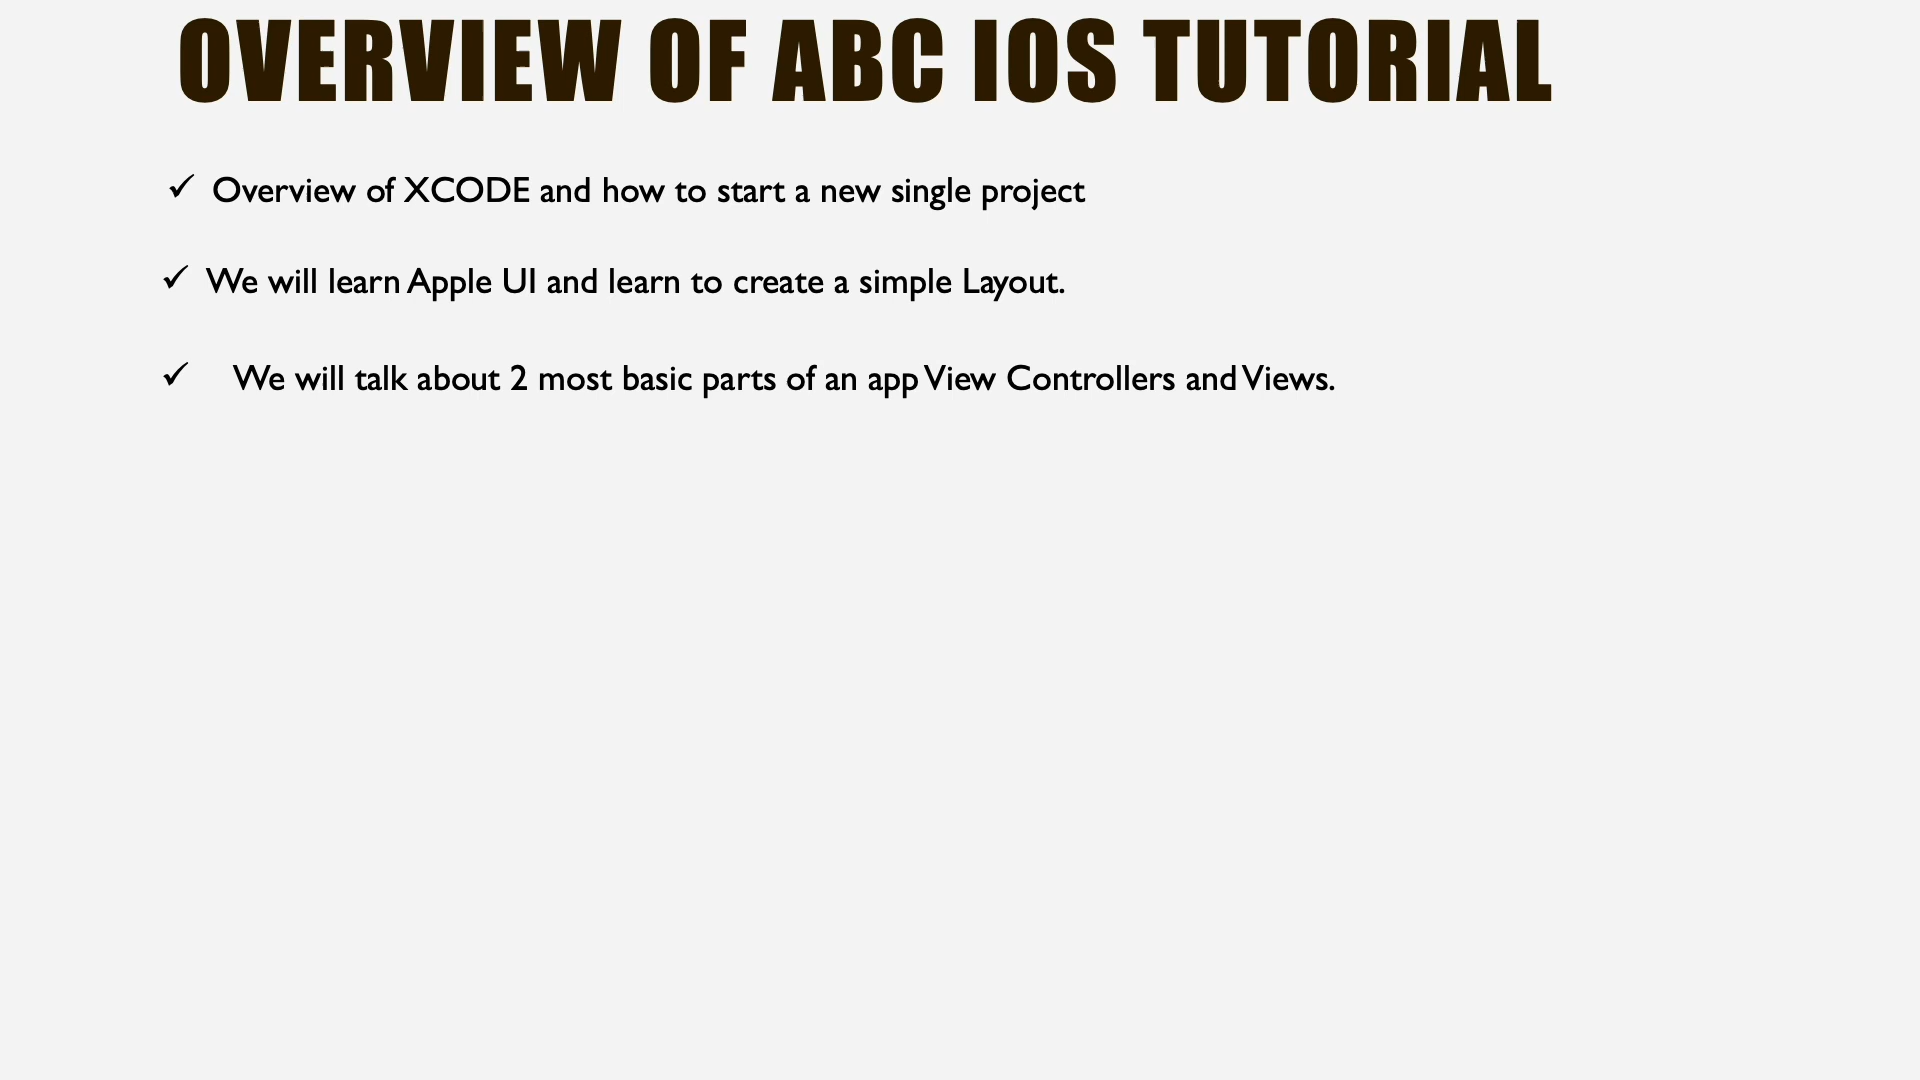 OVERVIEW OF ABC IOS TUTORIAL
✓ Overview of XCODE and how to start a new single project
✓ We will learn Apple UI and learn to create a simple Layout.
✓ We will talk about 2 most basic parts of an app View Controllers and Views.